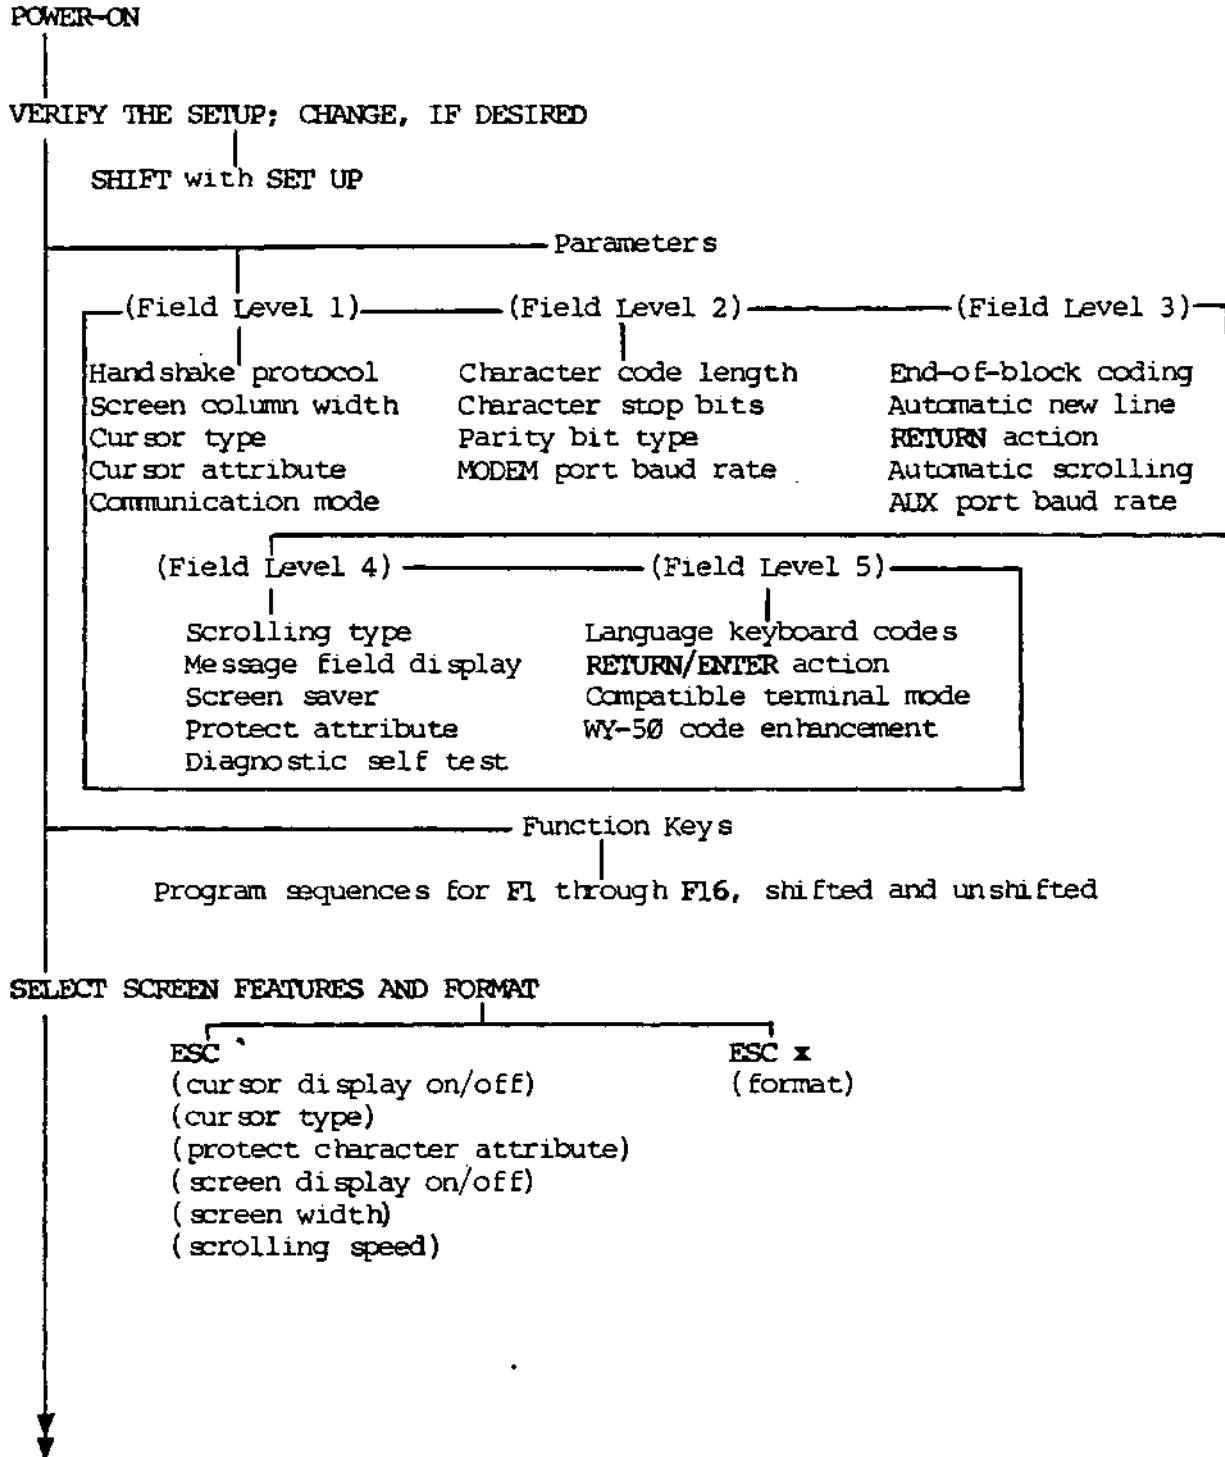 POWER-ON
VERIFY THE SETUP; CHANGE, IF DESIRED
SHIFT with SET UP
Parameters
(Field Level 1) (Field Level 2) (Field Level 3)
Handshake protocol Character code length End-of-block coding
Screen column width Character stop bits Automatic new line
Cursor type Parity bit type RETURN action
Cursor attribute MODEM port baud rate Automatic scrolling
Communication mode AUX port baud rate
(Field Level 4) (Field Level 5)
Scrolling type Language keyboard codes
Message field display RETURN/ENTER action
Screen saver Compatible terminal mode
Protect attribute WY-50 code enhancement
Diagnostic self test
Function Keys
Program sequences for F1 through F16, shifted and unshifted
SELECT SCREEN FEATURES AND FORMAT
ESC ` ESC x
(cursor display on/off) (format)
(cursor type)
(protect character attribute)
(screen display on/off)
(screen width)
(scrolling speed)